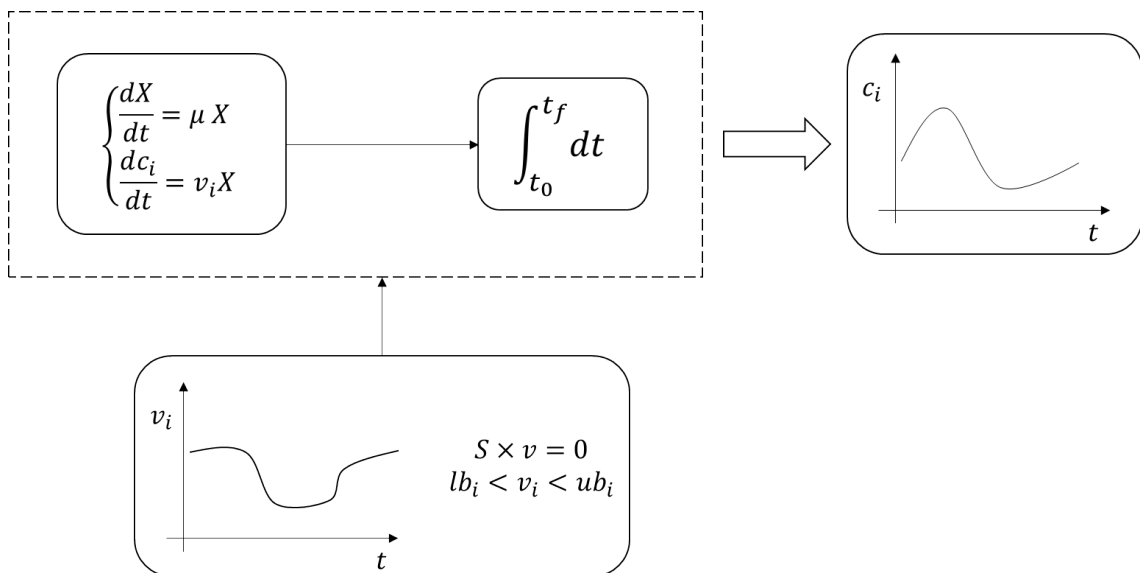 dX/dt = μ X
dc_i/dt = v_i X
∫_{t_0}^{t_f} dt
c_i
t
v_i
t
S × v = 0
lb_i < v_i < ub_i